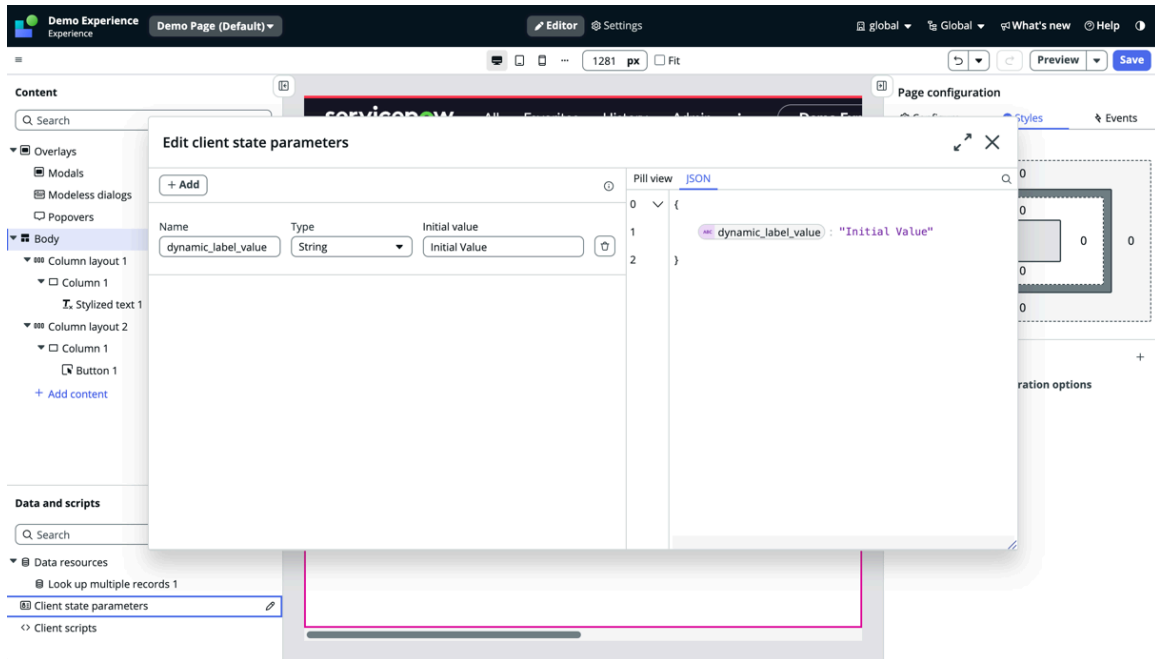 Demo Experience
Experience
Demo Page (Default)
Editor
Settings
global
Global
What's new
Help
1281 px
Fit
Preview
Save
Content
Search
Overlays
Modals
Modeless dialogs
Popovers
Body
Column layout 1
Column 1
Stylized text 1
Column layout 2
Column 1
Button 1
+ Add content
Edit client state parameters
+ Add
Name
Type
Initial value
dynamic_label_value
String
Initial Value
Pill view
JSON
0 {
1 dynamic_label_value : "Initial Value"
2 }
Page configuration
Styles
Events
0
0
0
0
0
0
ration options
Data and scripts
Search
Data resources
Look up multiple records 1
Client state parameters
Client scripts